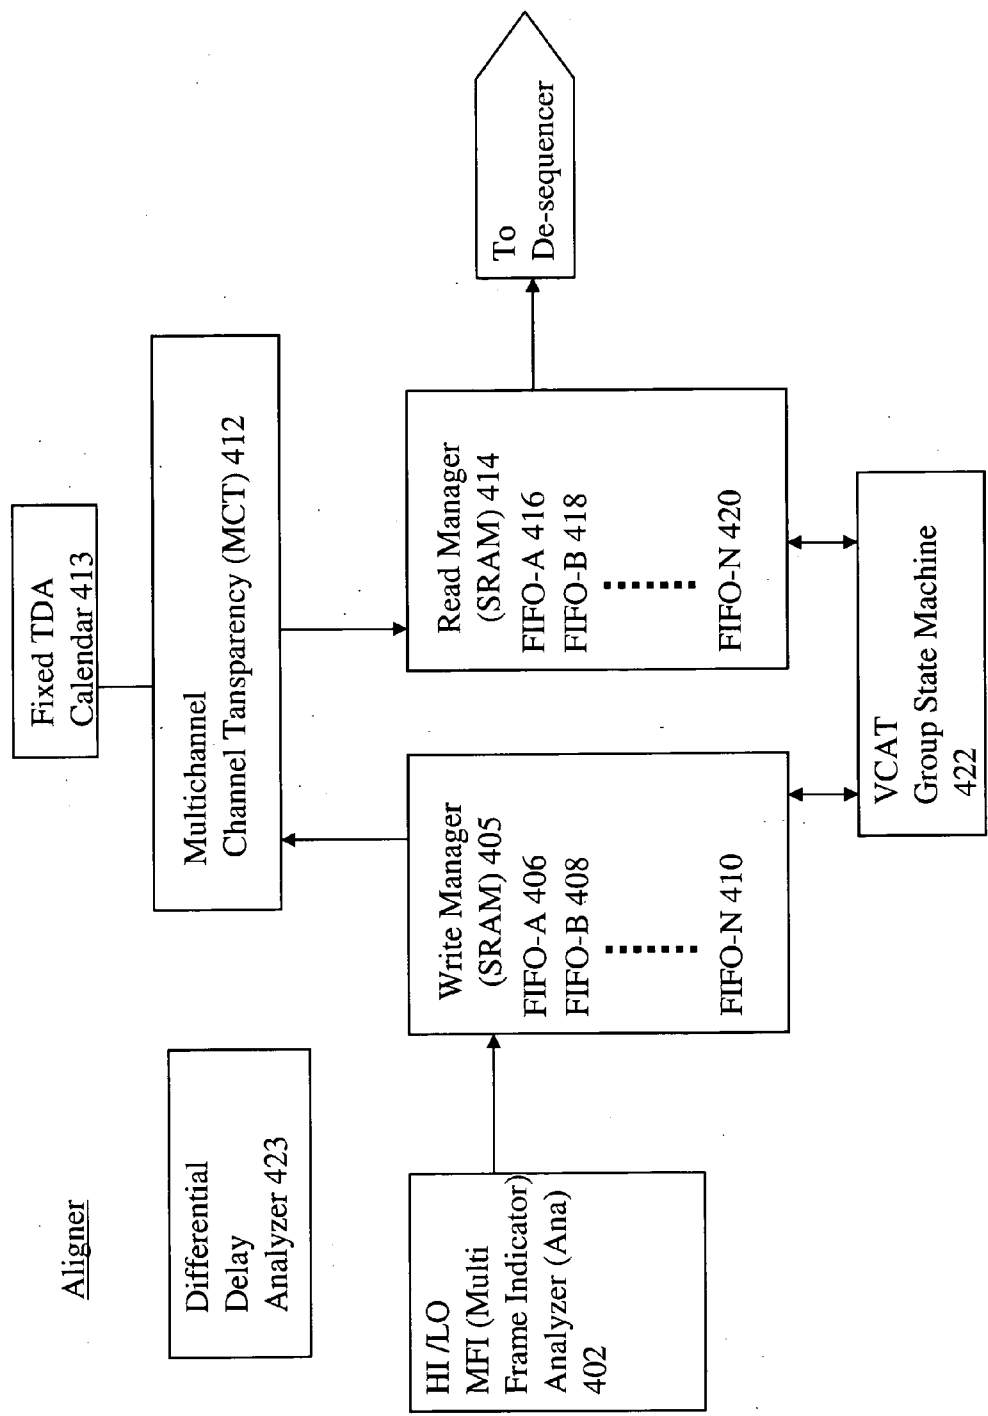 Aligner
Differential
Delay
Analyzer 423
HI /LO
MFI (Multi
Frame Indicator)
Analyzer (Ana)
402
Fixed TDA
Calendar 413
Multichannel
Channel Tansparency (MCT) 412
Write Manager
(SRAM) 405
FIFO-A 406
FIFO-B 408
FIFO-N 410
Read Manager
(SRAM) 414
FIFO-A 416
FIFO-B 418
FIFO-N 420
VCAT
Group State Machine
422
To
De-sequencer